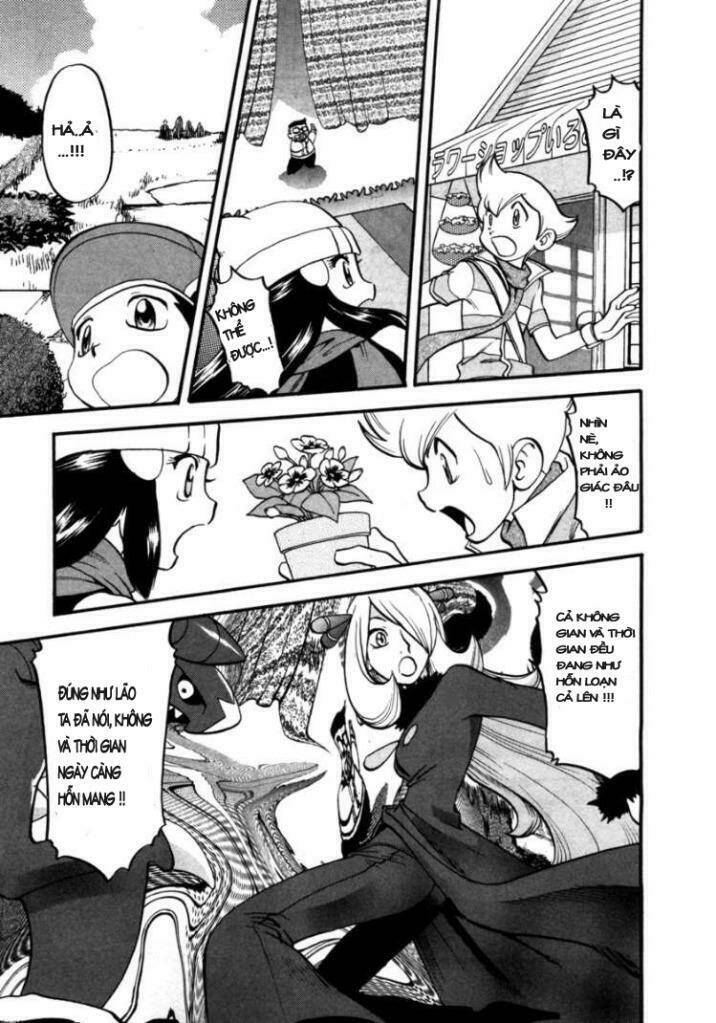 LÀ
GÌ
ĐÂY
...!?
ラワーショップいろ
KHÔNG
THỂ
ĐƯỢC...!
HẢ..Ả
...!!!
NHÌN
NÈ,
KHÔNG
PHẢI ẢO
GIÁC ĐÂU
!!
CẢ KHÔNG
GIAN VÀ THỜI
GIAN ĐỀU
ĐANG NHƯ
HỖN LOẠN
CẢ LÊN !!!
ĐÚNG NHƯ LÃO
TA ĐÃ NÓI, KHÔNG
VÀ THỜI GIAN
NGÀY CÀNG
HỖN MANG !!